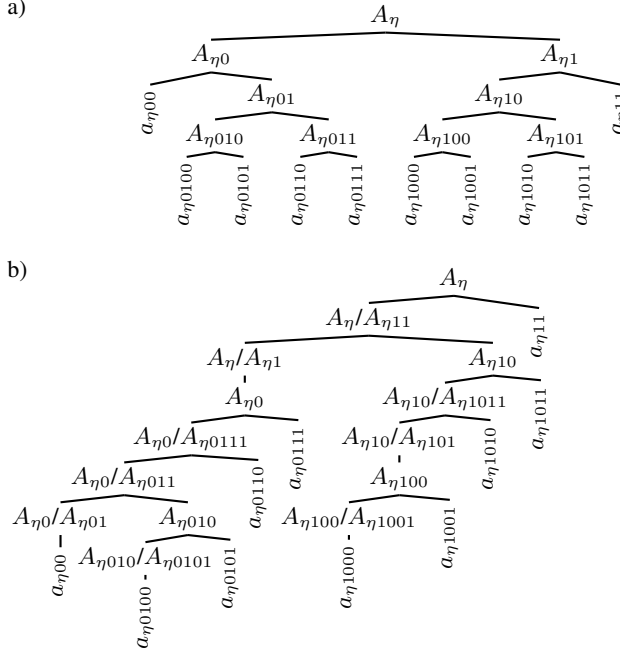 a)
A_η
A_η0 A_η1
a_η00 A_η01 A_η10 a_η11
A_η010 A_η011 A_η100 A_η101
a_η0100 a_η0101 a_η0110 a_η0111 a_η1000 a_η1001 a_η1010 a_η1011
b)
A_η
A_η/A_η11 a_η11
A_η/A_η1 A_η10
A_η0 A_η10/A_η1011 a_η1011
A_η0/A_η0111 a_η0111 A_η10/A_η101 a_η1010
A_η0/A_η011 a_η0110 A_η100
A_η0/A_η01 A_η010 A_η100/A_η1001 a_η1001
a_η00 A_η010/A_η0101 a_η0101 a_η1000
a_η0100